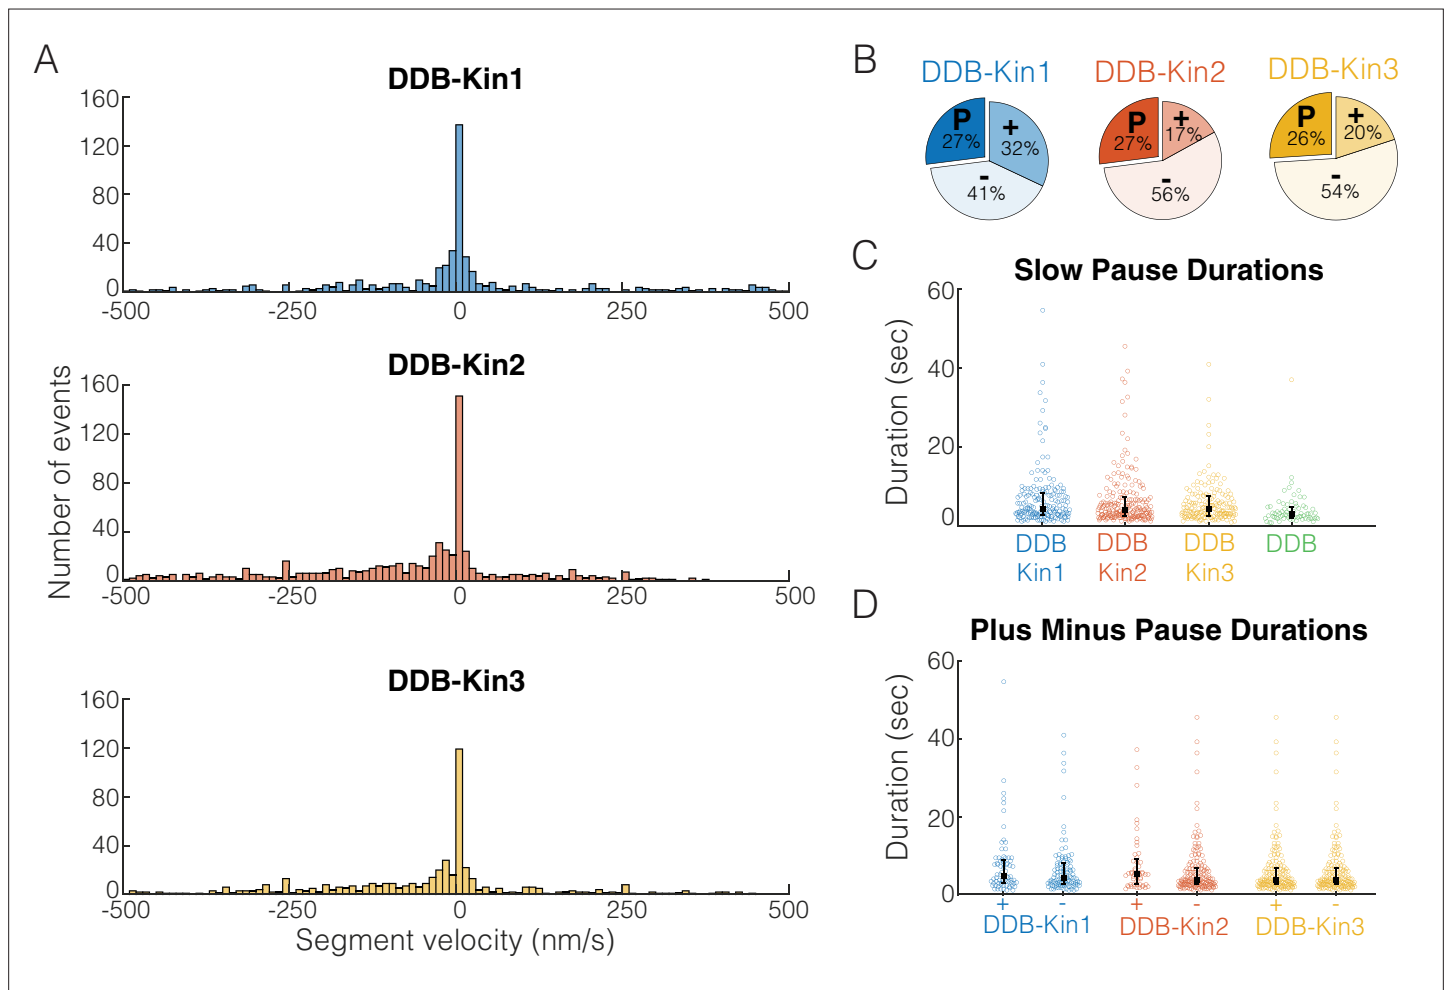 A
DDB-Kin1
160
120
80
40
0
-500 -250 0 250 500
DDB-Kin2
160
120
80
40
0
-500 -250 0 250 500
Number of events
DDB-Kin3
160
120
80
40
0
-500 -250 0 250 500
Segment velocity (nm/s)
B
DDB-Kin1 DDB-Kin2 DDB-Kin3
P 27% + 32% - 41%
P 27% + 17% - 56%
P 26% + 20% - 54%
C
Slow Pause Durations
60
40
20
0
Duration (sec)
DDB DDB DDB DDB
Kin1 Kin2 Kin3
D
Plus Minus Pause Durations
60
40
20
0
Duration (sec)
+ - + - + -
DDB-Kin1 DDB-Kin2 DDB-Kin3